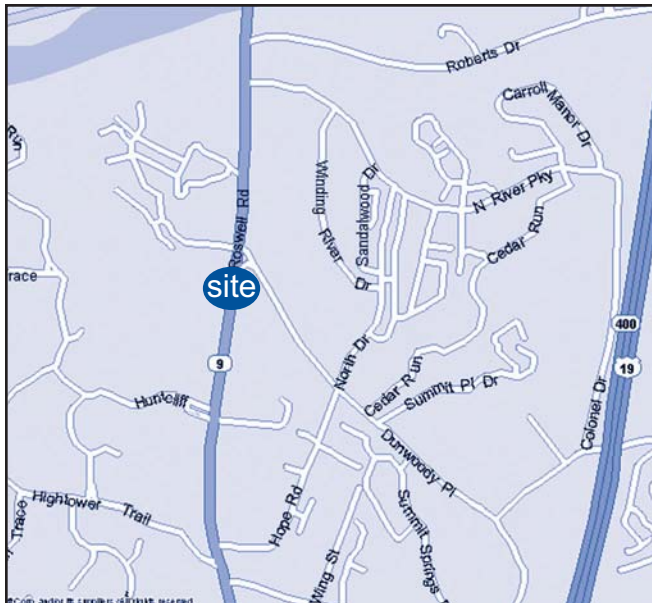 Roberts Dr
Carroll
Manor Dr
Run
N River Pky
Winding
River
Dr
Sandalwood Dr
Roswell Rd
Cedar Run
race
site
400
19
9
North Dr
Cedar Run
Summit Pl Dr
Huntcliff
Colonel Dr
Dunwoody Pl
Hightower Trail
Trace
Hope Rd
Summit Springs
Wing St